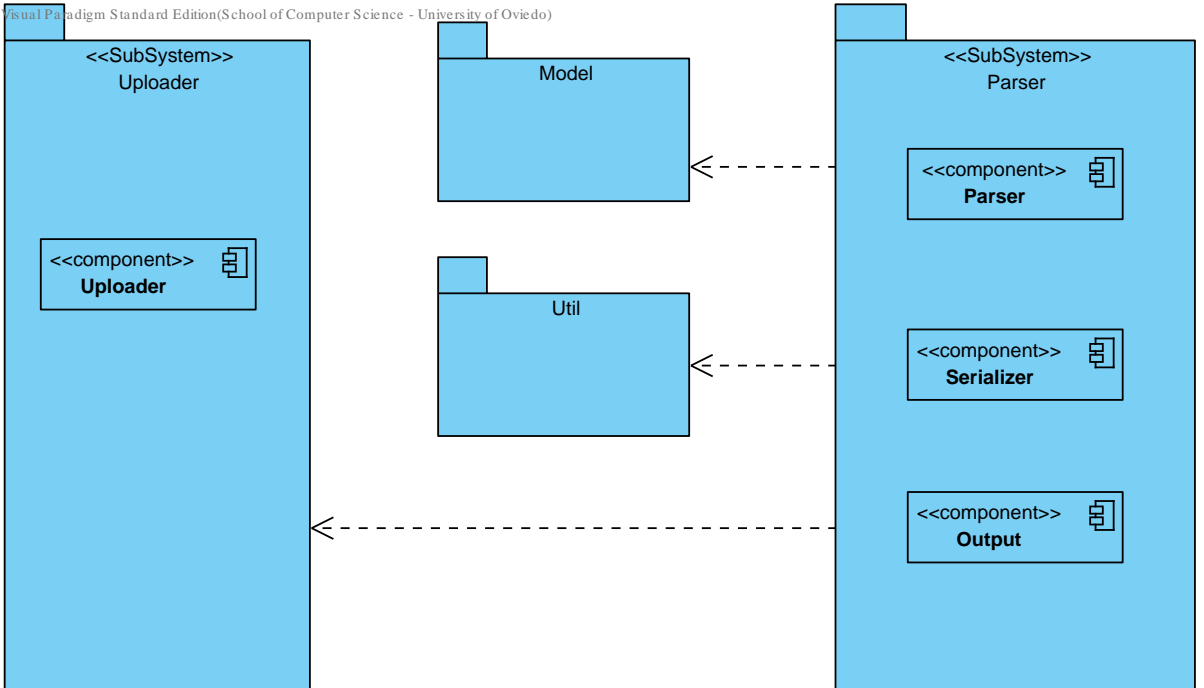 Visual Paradigm Standard Edition(School of Computer Science - University of Oviedo)
<<SubSystem>>
Uploader
<<component>>
Uploader
Model
Util
<<SubSystem>>
Parser
<<component>>
Parser
<<component>>
Serializer
<<component>>
Output